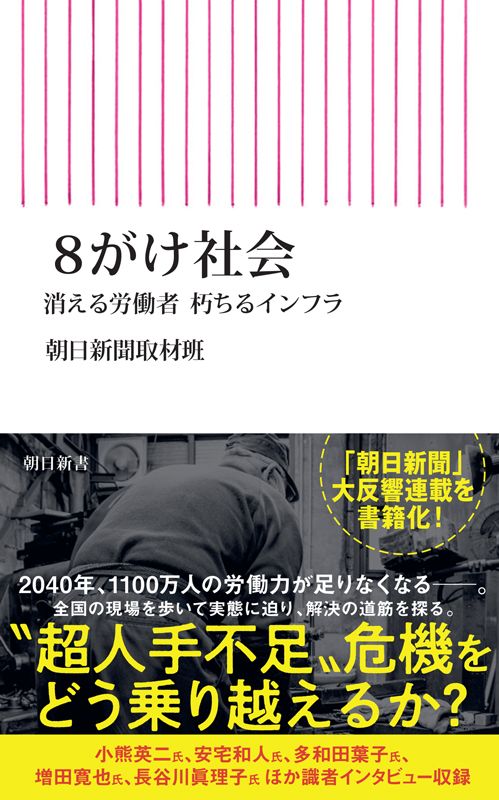 8がけ社会
消える労働者 朽ちるインフラ
朝日新聞取材班
朝日新書
「朝日新聞」
大反響連載を
書籍化！
2040年、1100万人の労働力が足りなくなる——。
全国の現場を歩いて実態に迫り、解決の道筋を探る。
〝超人手不足〟危機を
どう乗り越えるか？
小熊英二氏、安宅和人氏、多和田葉子氏、
増田寛也氏、長谷川眞理子氏 ほか識者インタビュー収録